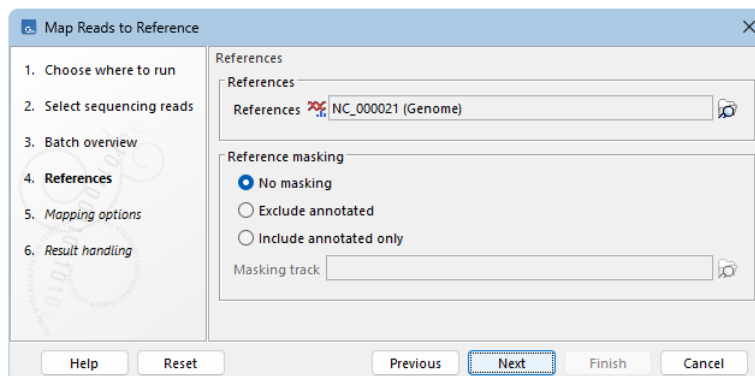 Map Reads to Reference
1. Choose where to run
2. Select sequencing reads
3. Batch overview
4. References
5. Mapping options
6. Result handling
References
References
References NC_000021 (Genome)
Reference masking
No masking
Exclude annotated
Include annotated only
Masking track
Help Reset Previous Next Finish Cancel